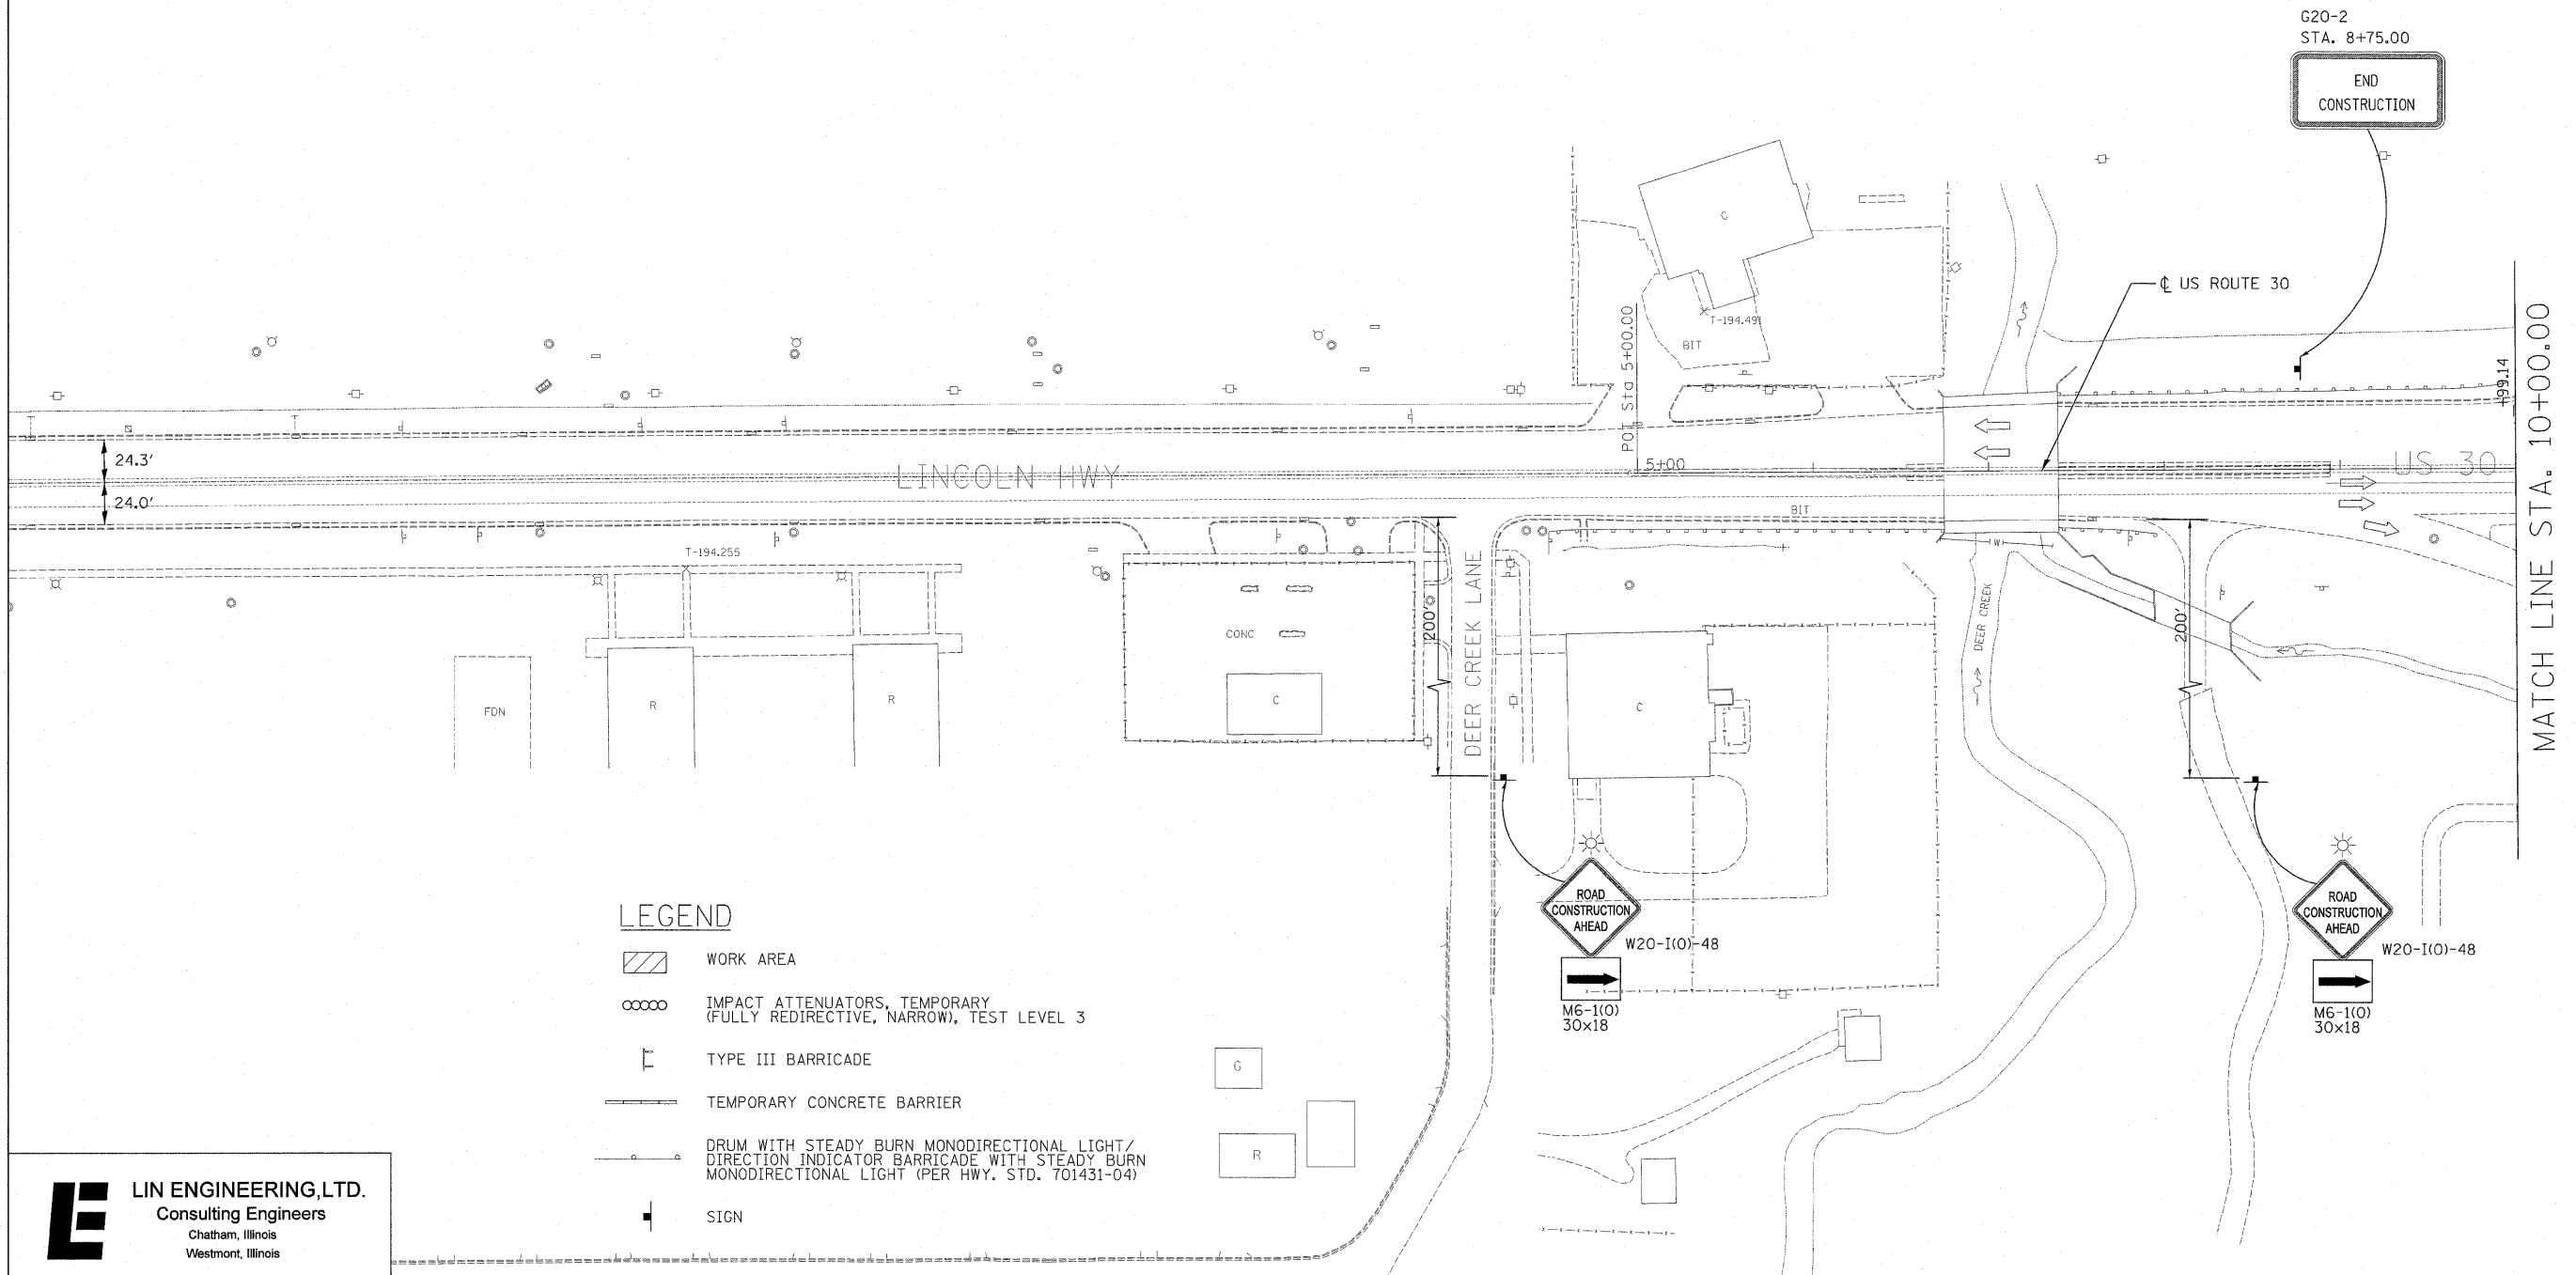 G20-2
STA. 8+75.00
END
CONSTRUCTION
C
T-194.491
BIT
POT Sta 5+00.00
5+00
℄ US ROUTE 30
+99.14
MATCH LINE STA. 10+00.00
24.3'
24.0'
LINCOLN HWY
US 30
BIT
T-194.255
W
DEER CREEK LANE
200'
DEER CREEK
200'
CONC
C
C
FDN
R
R
ROAD
CONSTRUCTION
AHEAD
W20-I(O)-48
M6-1(O)
30x18
ROAD
CONSTRUCTION
AHEAD
W20-I(O)-48
M6-1(O)
30x18
LEGEND
WORK AREA
IMPACT ATTENUATORS, TEMPORARY
(FULLY REDIRECTIVE, NARROW), TEST LEVEL 3
TYPE III BARRICADE
TEMPORARY CONCRETE BARRIER
DRUM WITH STEADY BURN MONODIRECTIONAL LIGHT/
DIRECTION INDICATOR BARRICADE WITH STEADY BURN
MONODIRECTIONAL LIGHT (PER HWY. STD. 701431-04)
SIGN
G
R
LIN ENGINEERING,LTD.
Consulting Engineers
Chatham, Illinois
Westmont, Illinois